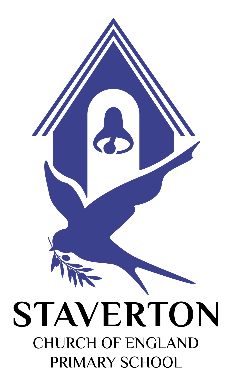 STAVERTON
CHURCH OF ENGLAND
PRIMARY SCHOOL